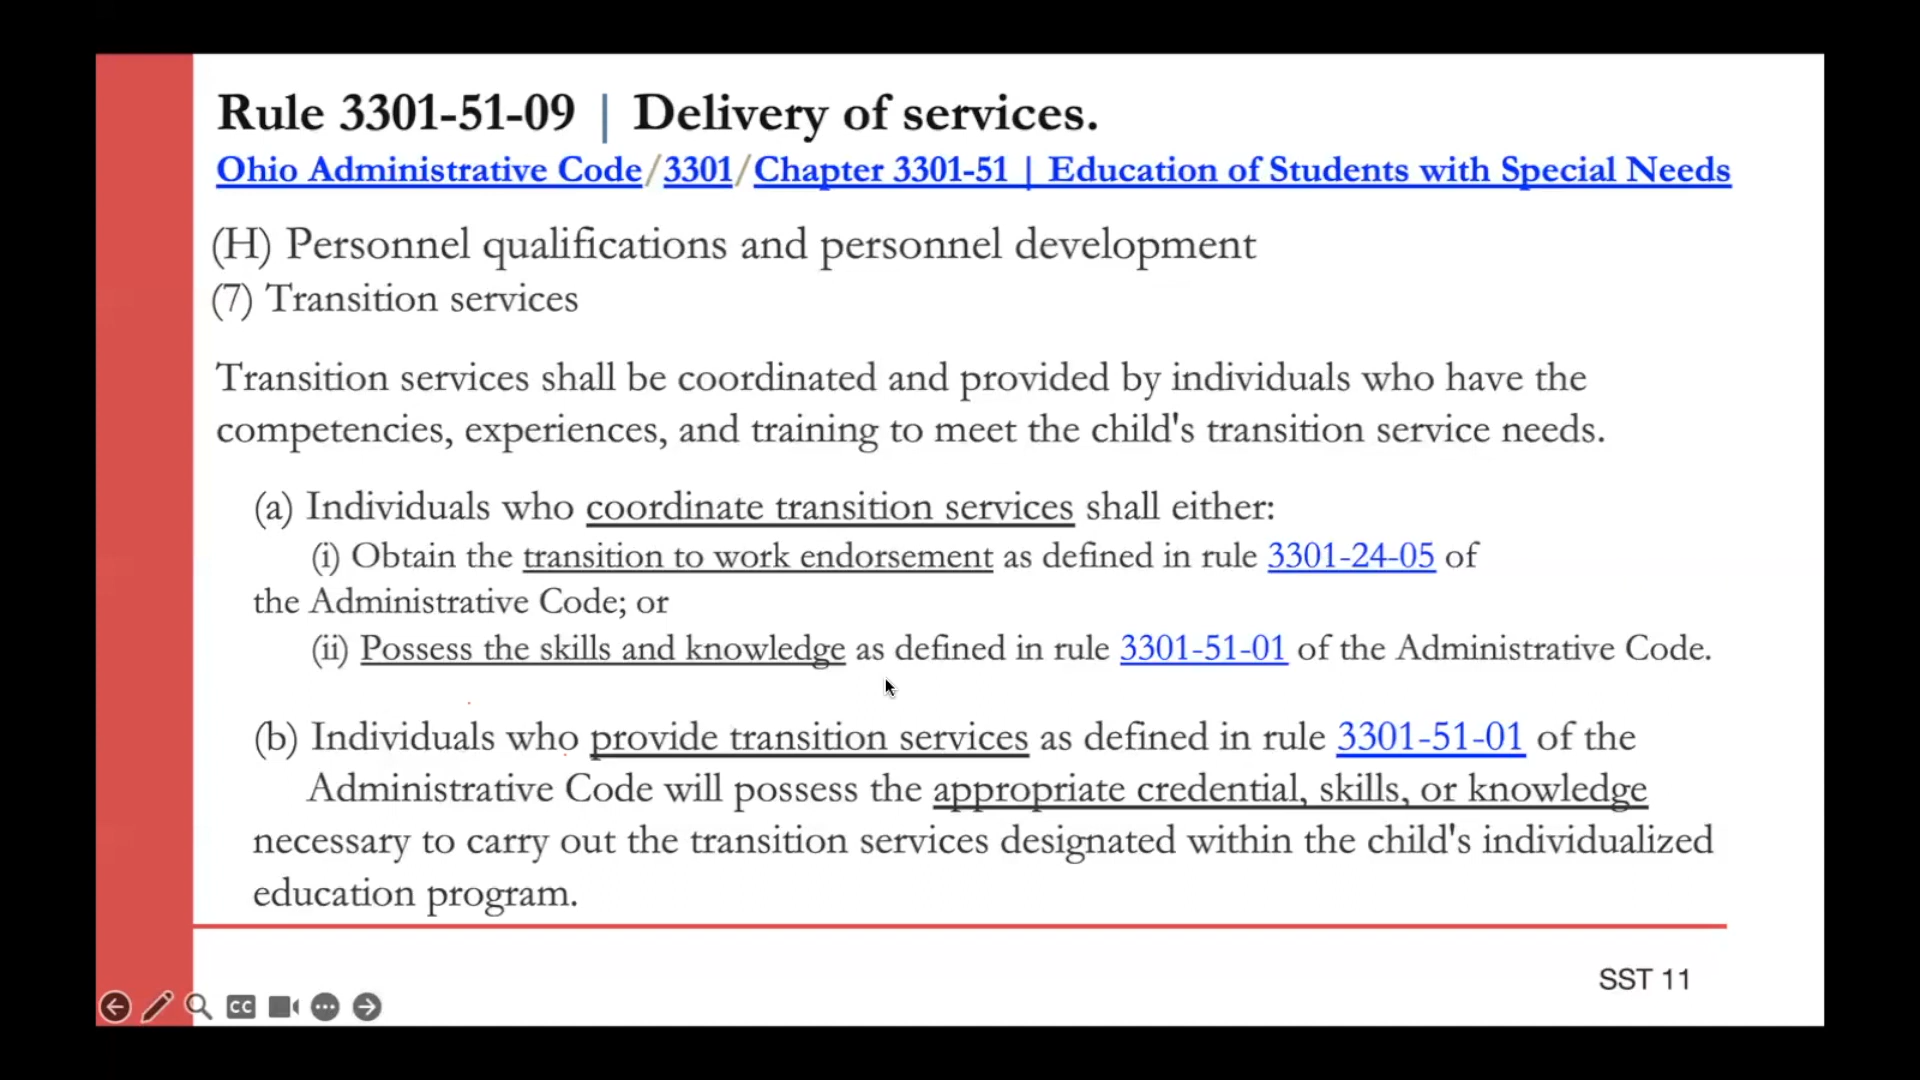 Rule 3301-51-09 | Delivery of services.
Ohio Administrative Code/3301/Chapter 3301-51 | Education of Students with Special Needs
(H) Personnel qualifications and personnel development
(7) Transition services
Transition services shall be coordinated and provided by individuals who have the
competencies, experiences, and training to meet the child's transition service needs.
(a) Individuals who coordinate transition services shall either:
(i) Obtain the transition to work endorsement as defined in rule 3301-24-05 of
the Administrative Code; or
(ii) Possess the skills and knowledge as defined in rule 3301-51-01 of the Administrative Code.
(b) Individuals who provide transition services as defined in rule 3301-51-01 of the
Administrative Code will possess the appropriate credential, skills, or knowledge
necessary to carry out the transition services designated within the child's individualized
education program.
SST 11
CC